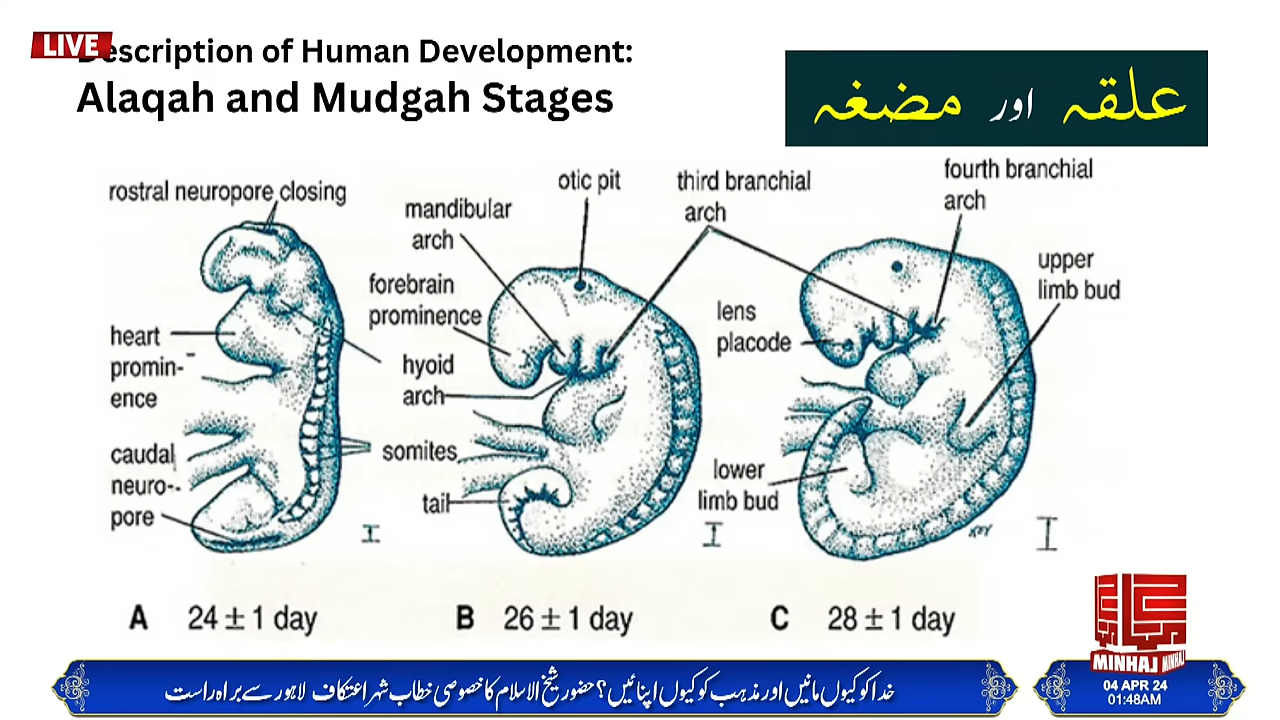 LIVE
Description of Human Development:
Alaqah and Mudgah Stages
علقہ اور مضغہ
rostral neuropore closing
heart
promin-
ence
caudal
neuro-
pore
mandibular
arch
forebrain
prominence
hyoid
arch
somites
tail
otic pit
third branchial
arch
lens
placode
lower
limb bud
fourth branchial
arch
upper
limb bud
KEY
A 24 ± 1 day
B 26 ± 1 day
C 28 ± 1 day
MINHAJ
خدا کو کیوں مانیں اور مذہب کو کیوں اپنائیں؟ حضور شیخ الاسلام کا خصوصی خطاب شہر اعتکاف لاہور سے براہ راست
04 APR 24
01:48AM